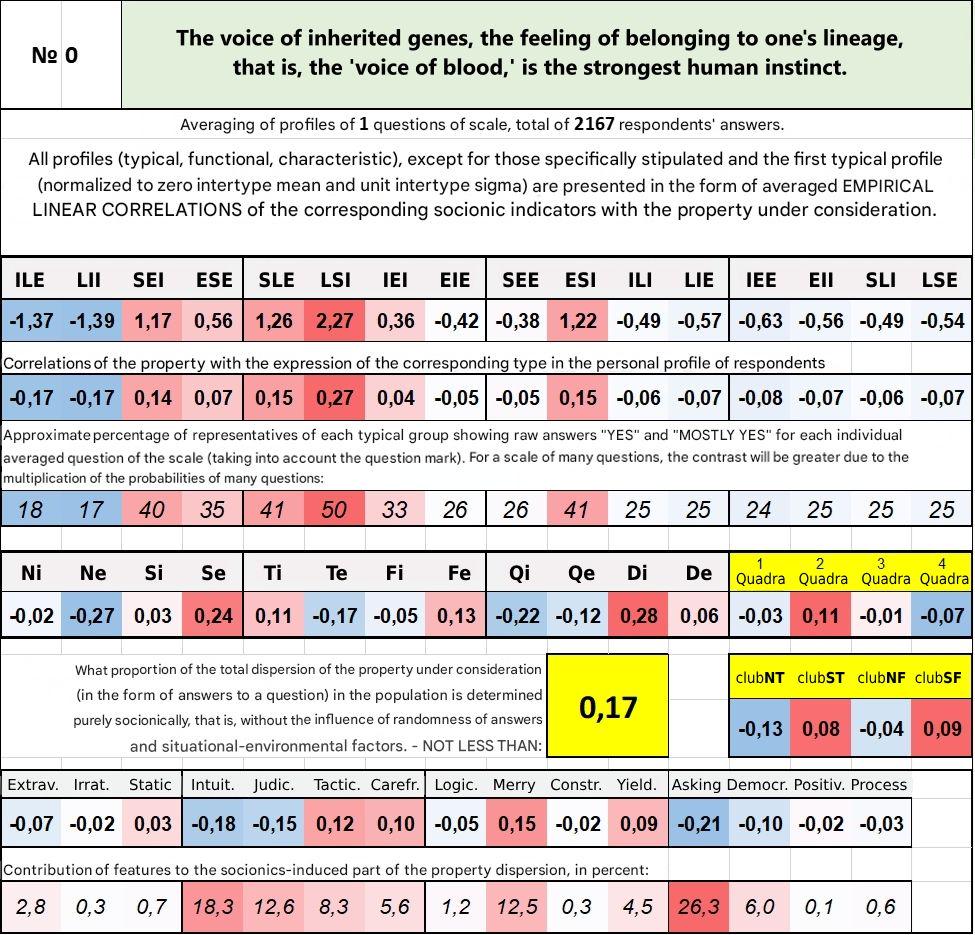 № 0
The voice of inherited genes, the feeling of belonging to one's lineage,
that is, the 'voice of blood,' is the strongest human instinct.
Averaging of profiles of 1 questions of scale, total of 2167 respondents' answers.
All profiles (typical, functional, characteristic), except for those specifically stipulated and the first typical profile
(normalized to zero intertype mean and unit intertype sigma) are presented in the form of averaged EMPIRICAL
LINEAR CORRELATIONS of the corresponding socionic indicators with the property under consideration.
ILE LII SEI ESE SLE LSI IEI EIE SEE ESI ILI LIE IEE EII SLI LSE
-1,37 -1,39 1,17 0,56 1,26 2,27 0,36 -0,42 -0,38 1,22 -0,49 -0,57 -0,63 -0,56 -0,49 -0,54
Correlations of the property with the expression of the corresponding type in the personal profile of respondents
-0,17 -0,17 0,14 0,07 0,15 0,27 0,04 -0,05 -0,05 0,15 -0,06 -0,07 -0,08 -0,07 -0,06 -0,07
Approximate percentage of representatives of each typical group showing raw answers "YES" and "MOSTLY YES" for each individual
averaged question of the scale (taking into account the question mark). For a scale of many questions, the contrast will be greater due to the
multiplication of the probabilities of many questions:
18 17 40 35 41 50 33 26 26 41 25 25 24 25 25 25
Ni Ne Si Se Ti Te Fi Fe Qi Qe Di De 1 Quadra 2 Quadra 3 Quadra 4 Quadra
-0,02 -0,27 0,03 0,24 0,11 -0,17 -0,05 0,13 -0,22 -0,12 0,28 0,06 -0,03 0,11 -0,01 -0,07
What proportion of the total dispersion of the property under consideration
(in the form of answers to a question) in the population is determined
purely socionically, that is, without the influence of randomness of answers
and situational-environmental factors. - NOT LESS THAN:
0,17
clubNT clubST clubNF clubSF
-0,13 0,08 -0,04 0,09
Extrav. Irrat. Static Intuit. Judic. Tactic. Carefr. Logic. Merry Constr. Yield. Asking Democr. Positiv. Process
-0,07 -0,02 0,03 -0,18 -0,15 0,12 0,10 -0,05 0,15 -0,02 0,09 -0,21 -0,10 -0,02 -0,03
Contribution of features to the socionics-induced part of the property dispersion, in percent:
2,8 0,3 0,7 18,3 12,6 8,3 5,6 1,2 12,5 0,3 4,5 26,3 6,0 0,1 0,6